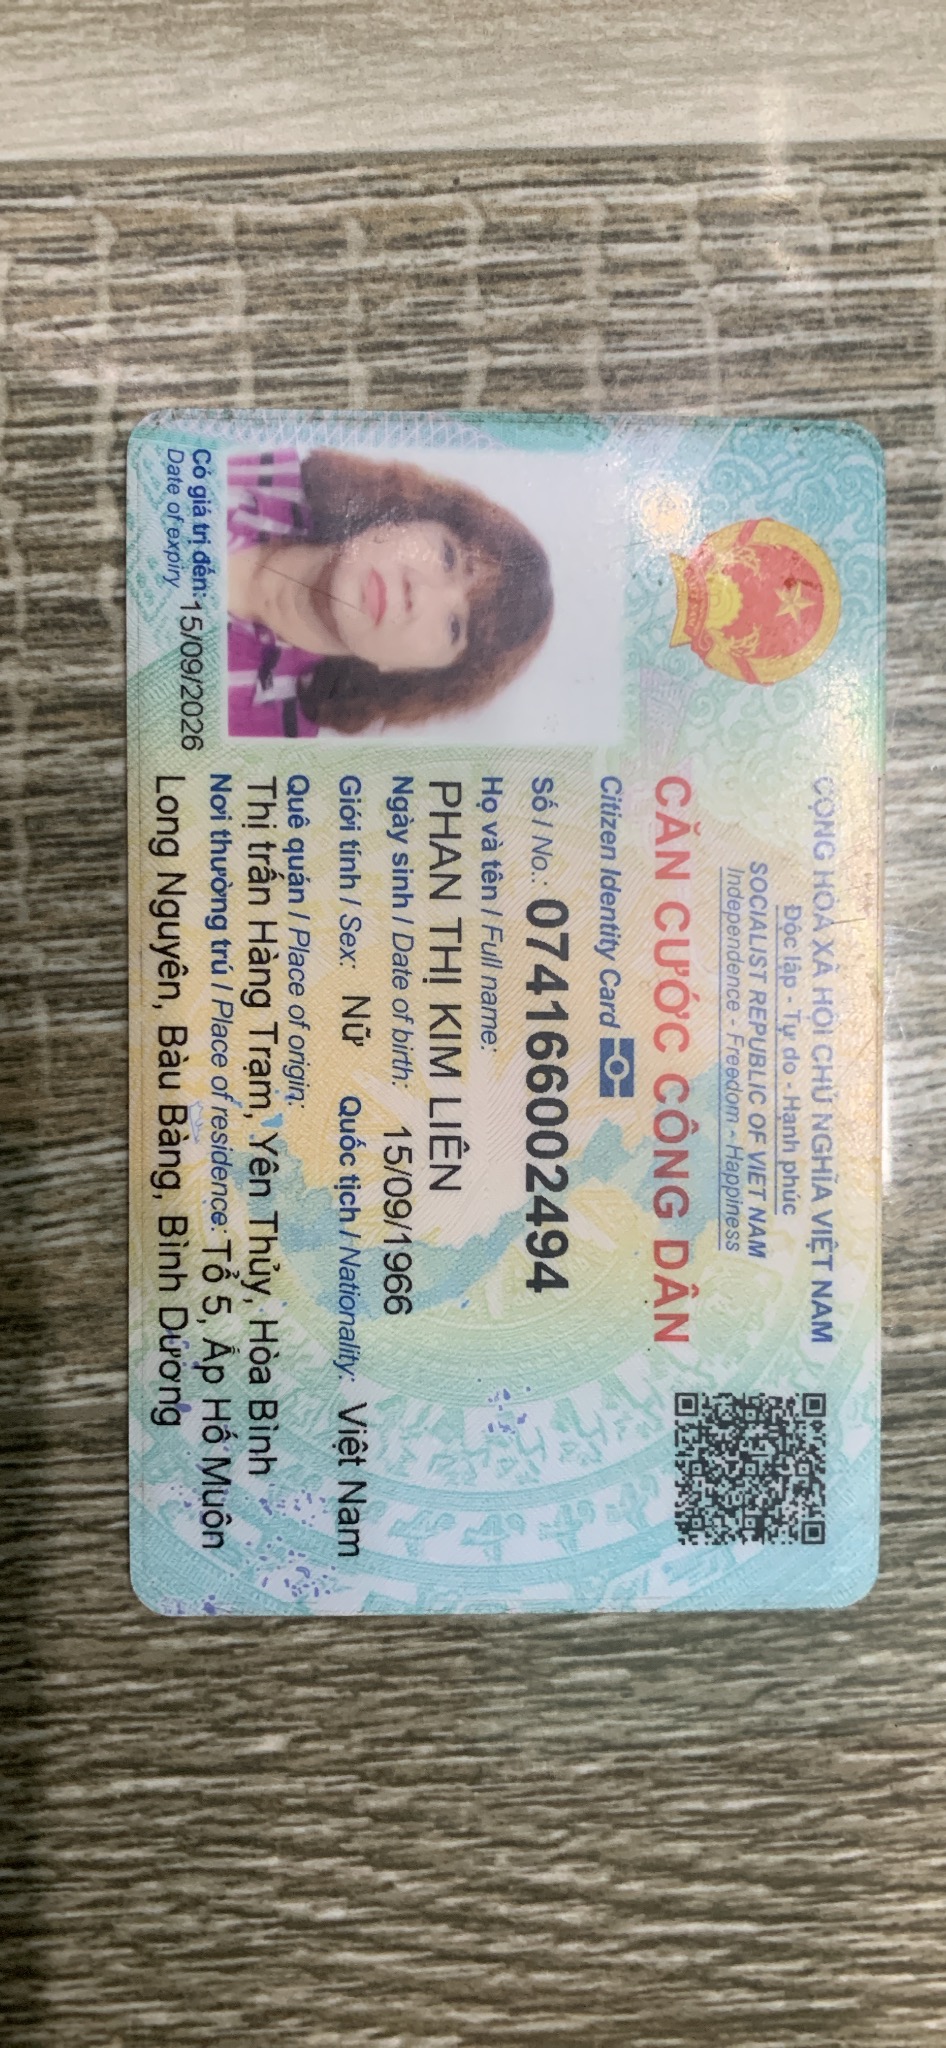 CỘNG HÒA XÃ HỘI CHỦ NGHĨA VIỆT NAM
Độc lập - Tự do - Hạnh phúc
SOCIALIST REPUBLIC OF VIET NAM
Independence - Freedom - Happiness
CĂN CƯỚC CÔNG DÂN
Citizen Identity Card
Số / No.: 074166002494
Họ và tên / Full name:
PHAN THỊ KIM LIÊN
Ngày sinh / Date of birth: 15/09/1966
Giới tính / Sex: Nữ Quốc tịch / Nationality: Việt Nam
Quê quán / Place of origin:
Thị trấn Hàng Trạm, Yên Thủy, Hòa Bình
Nơi thường trú / Place of residence: Tổ 5, Ấp Hố Muôn
Long Nguyên, Bàu Bàng, Bình Dương
Có giá trị đến: 15/09/2026
Date of expiry